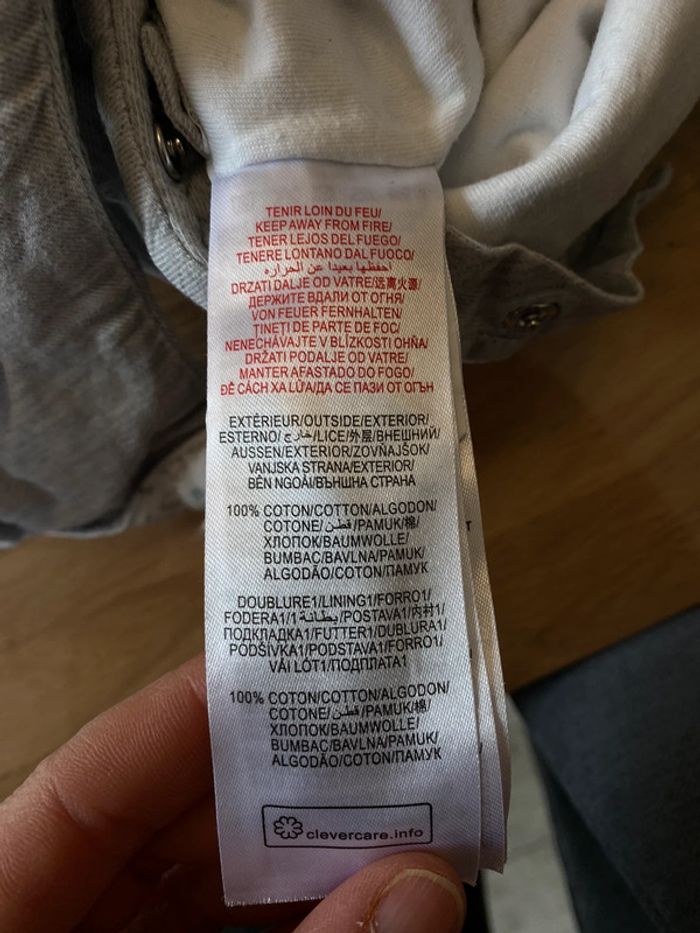 TENIR LOIN DU FEU/
KEEP AWAY FROM FIRE/
TENER LEJOS DEL FUEGO/
TENERE LONTANO DAL FUOCO/
احفظها بعيدا عن الحراره
DRZATI DALJE OD VATRE/远离火源/
ДЕРЖИТЕ ВДАЛИ ОТ ОГНЯ/
VON FEUER FERNHALTEN/
TINEȚI DE PARTE DE FOC/
NENECHÁVAJTE V BLÍZKOSTI OHŇA/
DRŽATI PODALJE OD VATRE/
MANTER AFASTADO DO FOGO/
ĐỂ CÁCH XA LỬA/ДА СЕ ПАЗИ ОТ ОГЪН
EXTÉRIEUR/OUTSIDE/EXTERIOR/
ESTERNO/خارج/LICE/外层/ВНЕШНИЙ/
AUSSEN/EXTERIOR/ZOVŇAJŠOK/
VANJSKA STRANA/EXTERIOR/
BÊN NGOÀI/ВЪНШНА СТРАНА
100% COTON/COTTON/ALGODON/
COTONE/قطن/PAMUK/棉/
ХЛОПОК/BAUMWOLLE/
BUMBAC/BAVLNA/PAMUK/
ALGODÃO/COTON/ПАМУК
DOUBLURE1/LINING1/FORRO1/
FODERA1/بطانة1/POSTAVA1/内村1/
ПОДКЛАДКА1/FUTTER1/DUBLURA1/
PODŠÍVKA1/PODSTAVA1/FORRO1/
VẢI LÓT1/ПОДПЛАТА1
100% COTON/COTTON/ALGODON/
COTONE/قطن/PAMUK/棉/
ХЛОПОК/BAUMWOLLE/
BUMBAC/BAVLNA/PAMUK/
ALGODÃO/COTON/ПАМУК
clevercare.info